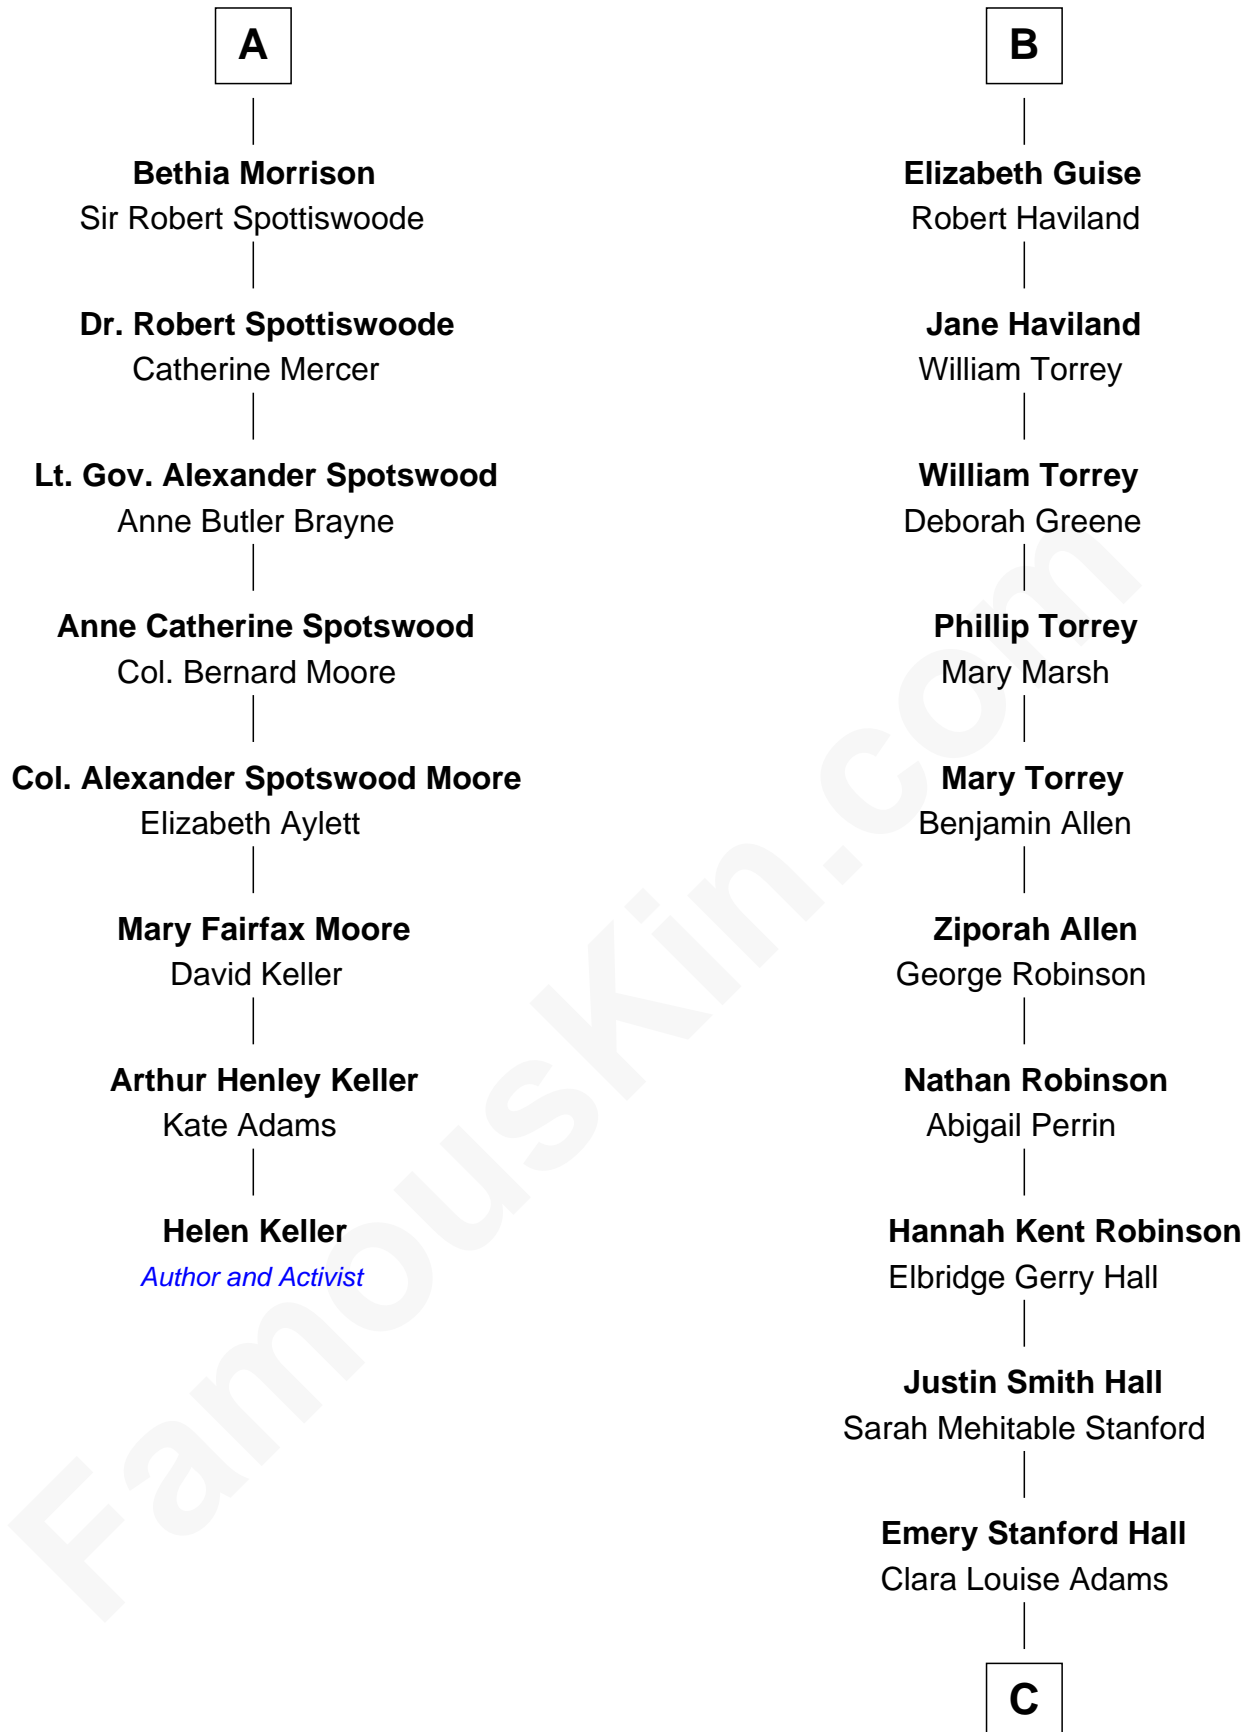 A
Bethia Morrison
Sir Robert Spottiswoode
Dr. Robert Spottiswoode
Catherine Mercer
Lt. Gov. Alexander Spotswood
Anne Butler Brayne
Anne Catherine Spotswood
Col. Bernard Moore
Col. Alexander Spotswood Moore
Elizabeth Aylett
Mary Fairfax Moore
David Keller
Arthur Henley Keller
Kate Adams
Helen Keller
Author and Activist
B
Elizabeth Guise
Robert Haviland
Jane Haviland
William Torrey
William Torrey
Deborah Greene
Phillip Torrey
Mary Marsh
Mary Torrey
Benjamin Allen
Ziporah Allen
George Robinson
Nathan Robinson
Abigail Perrin
Hannah Kent Robinson
Elbridge Gerry Hall
Justin Smith Hall
Sarah Mehitable Stanford
Emery Stanford Hall
Clara Louise Adams
C
FamousKin.com